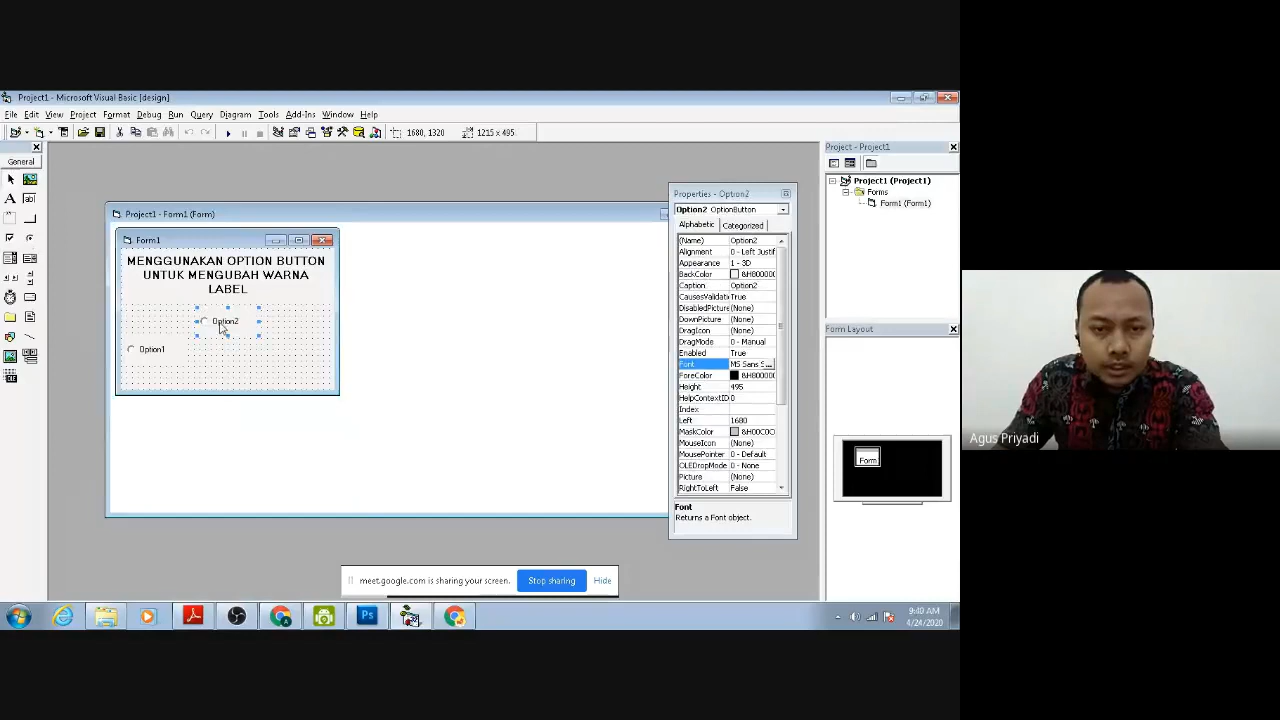 Project1 - Microsoft Visual Basic [design]
File Edit View Project Format Debug Run Query Diagram Tools Add-Ins Window Help
1680, 1320 1215 x 495
General
Project1 - Form1 (Form)
Form1
MENGGUNAKAN OPTION BUTTON
UNTUK MENGUBAH WARNA
LABEL
Option2
Option1
Properties - Option2
Option2 OptionButton
Alphabetic Categorized
(Name) Option2
Alignment 0 - Left Justif
Appearance 1 - 3D
BackColor &H800000
Caption Option2
CausesValidati True
DisabledPicture (None)
DownPicture (None)
DragIcon (None)
DragMode 0 - Manual
Enabled True
Font MS Sans S ...
ForeColor &H800000
Height 495
HelpContextID 0
Index
Left 1680
MaskColor &H00C0C
MouseIcon (None)
MousePointer 0 - Default
OLEDropMode 0 - None
Picture (None)
RightToLeft False
Font
Returns a Font object.
Project - Project1
Project1 (Project1)
Forms
Form1 (Form1)
Form Layout
Form
meet.google.com is sharing your screen. Stop sharing Hide
Ps
9:40 AM
4/24/2020
Agus Priyadi